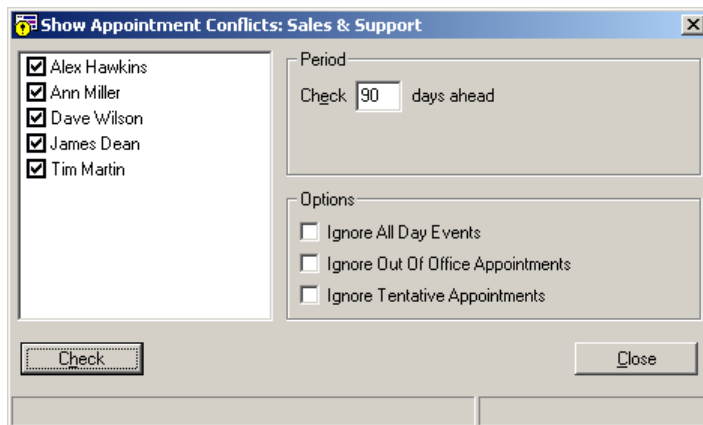 Show Appointment Conflicts: Sales & Support
Alex Hawkins
Ann Miller
Dave Wilson
James Dean
Tim Martin
Period
Check 90 days ahead
Options
Ignore All Day Events
Ignore Out Of Office Appointments
Ignore Tentative Appointments
Check
Close